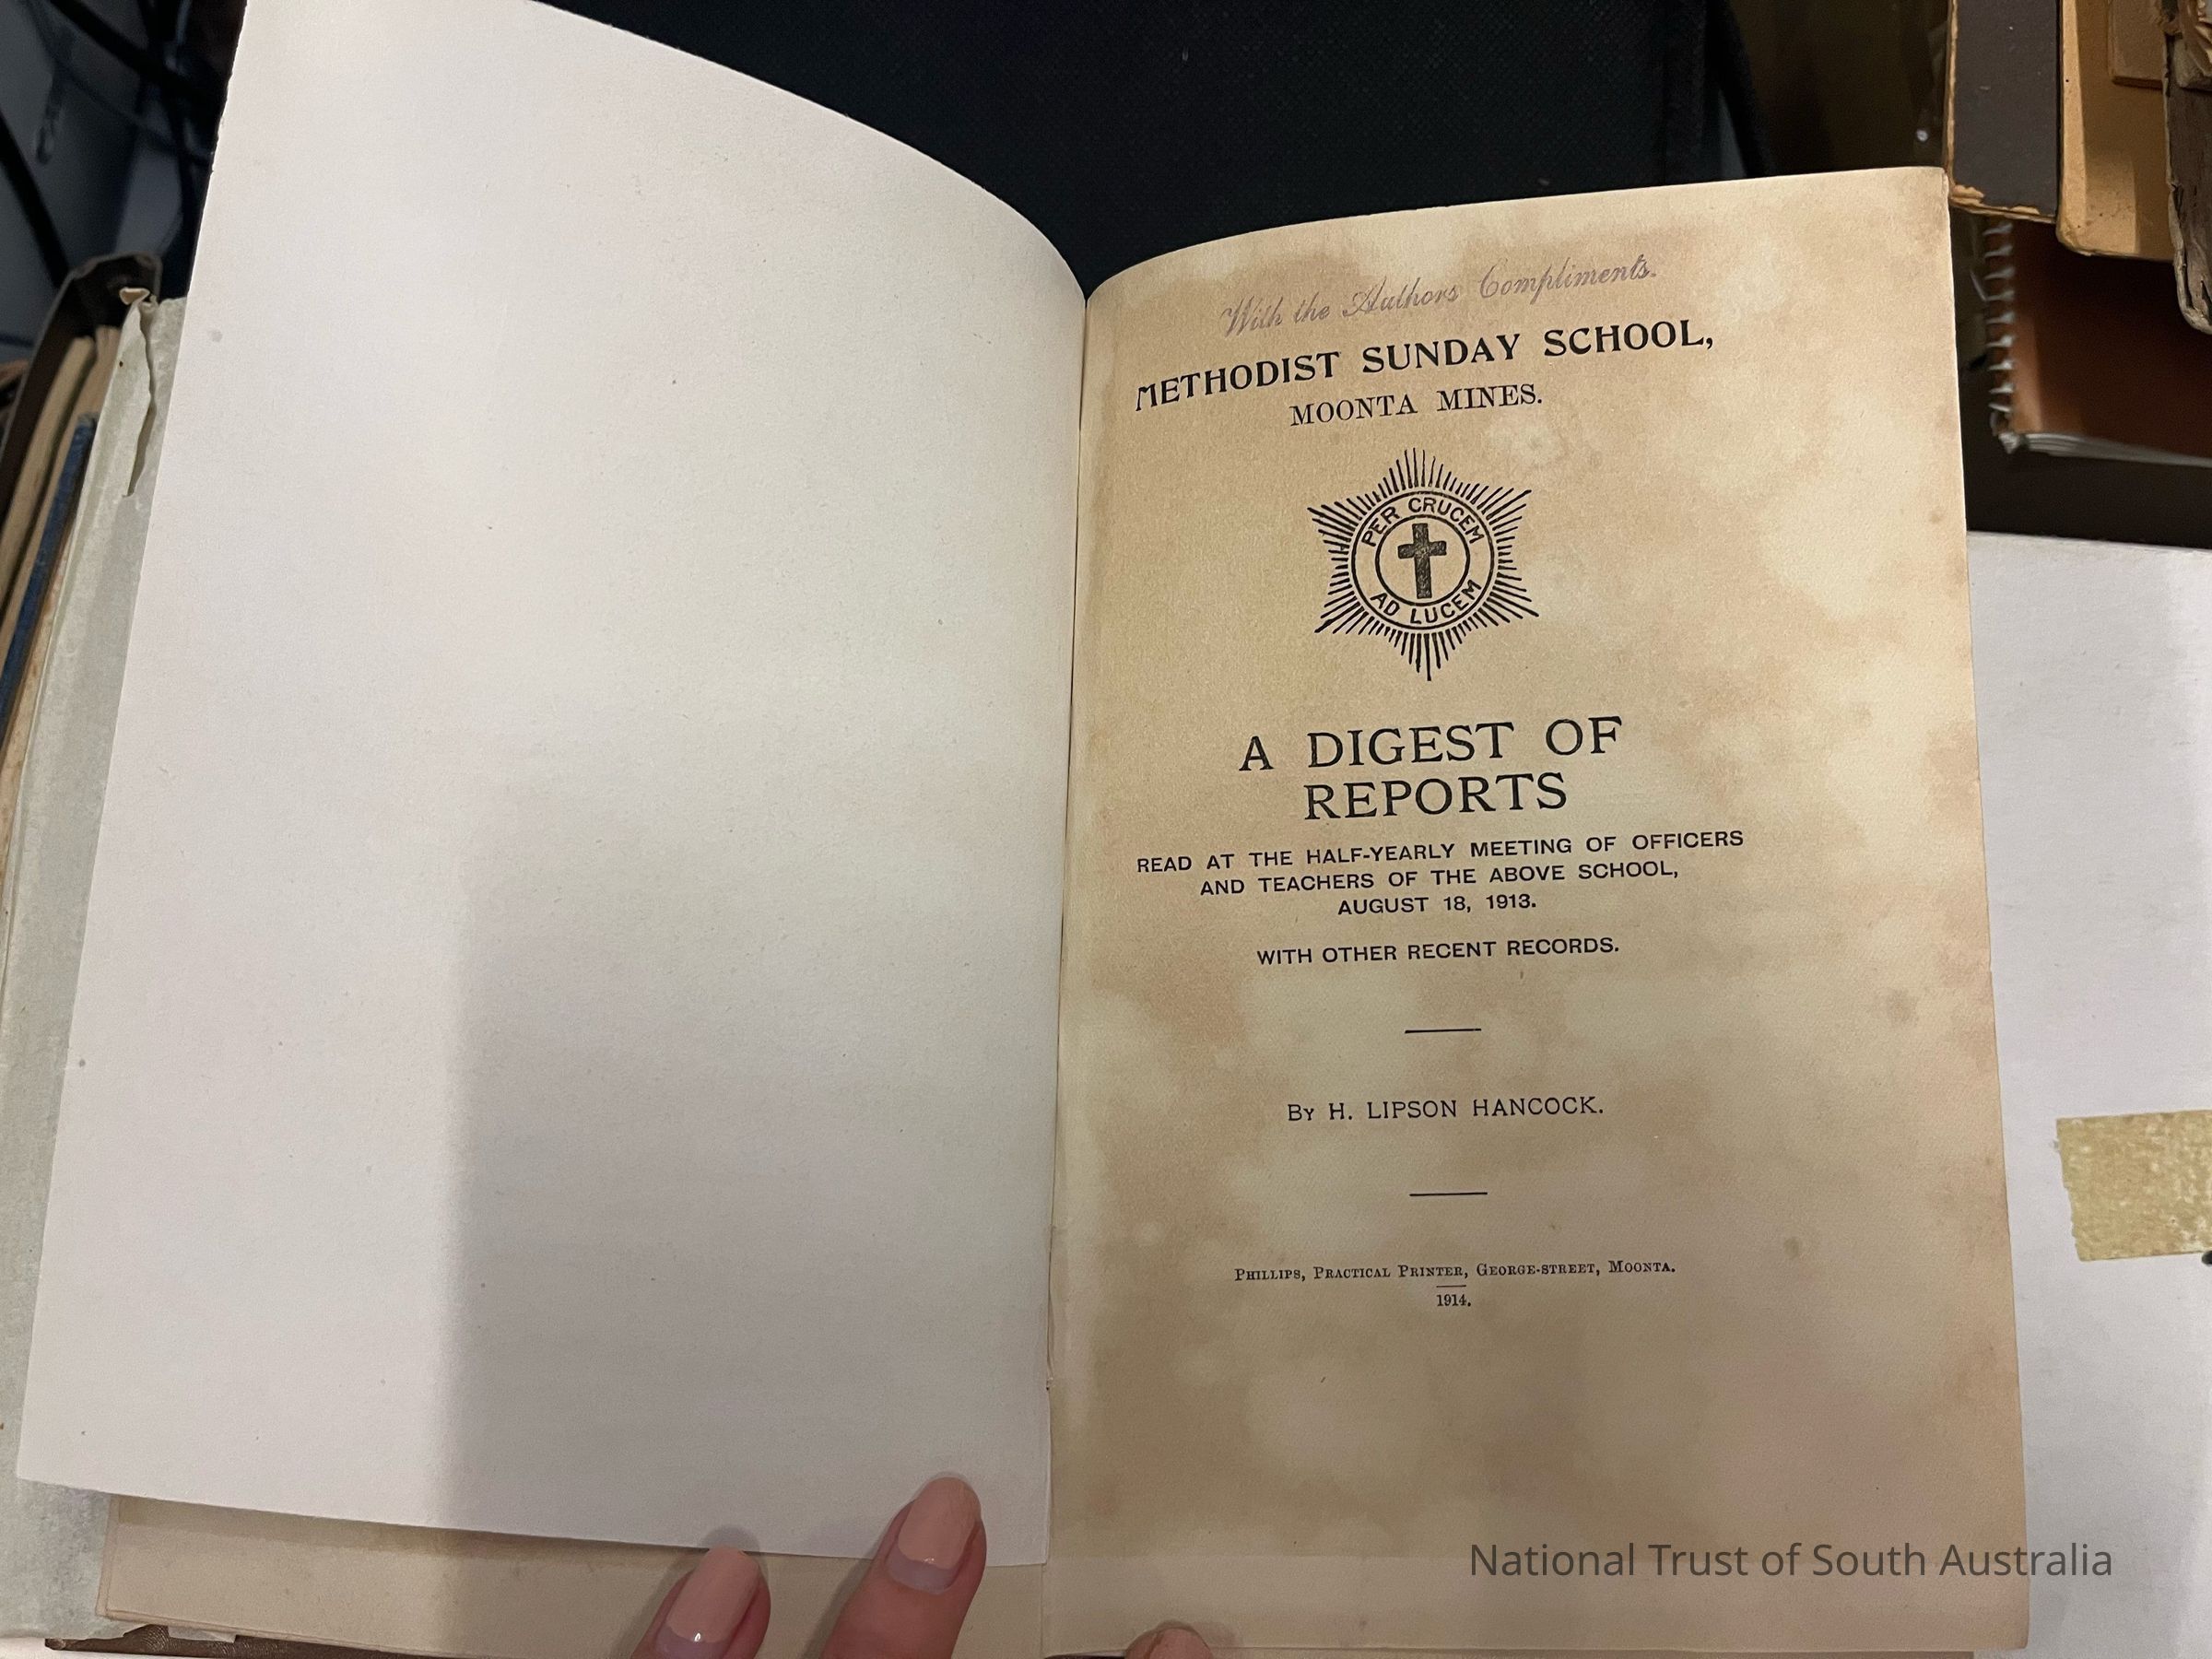 With the Authors Compliments.
METHODIST SUNDAY SCHOOL,
MOONTA MINES.
PER CRUCEM
AD LUCEM
A DIGEST OF
REPORTS
READ AT THE HALF-YEARLY MEETING OF OFFICERS
AND TEACHERS OF THE ABOVE SCHOOL,
AUGUST 18, 1913.
WITH OTHER RECENT RECORDS.
By H. LIPSON HANCOCK.
Phillips, Practical Printer, George-street, Moonta.
1914.
National Trust of South Australia